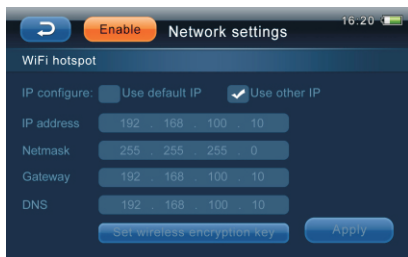 Enable Network settings 16:20
WiFi hotspot
IP configure: Use default IP Use other IP
IP address 192 . 168 . 100 . 10
Netmask 255 . 255 . 255 . 0
Gateway 192 . 168 . 100 . 10
DNS 192 . 168 . 100 . 10
Set wireless encryption key Apply